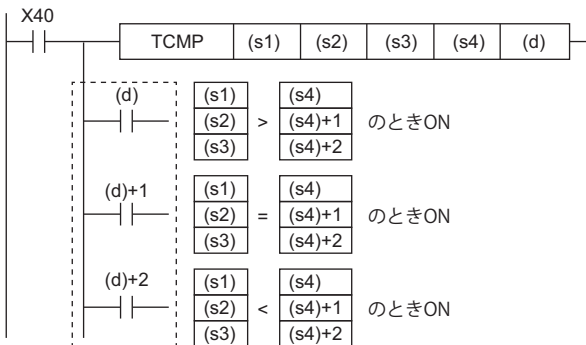 X40
TCMP (s1) (s2) (s3) (s4) (d)
(d)
(s1) (s4)
(s2) > (s4)+1 のときON
(s3) (s4)+2
(d)+1
(s1) (s4)
(s2) = (s4)+1 のときON
(s3) (s4)+2
(d)+2
(s1) (s4)
(s2) < (s4)+1 のときON
(s3) (s4)+2